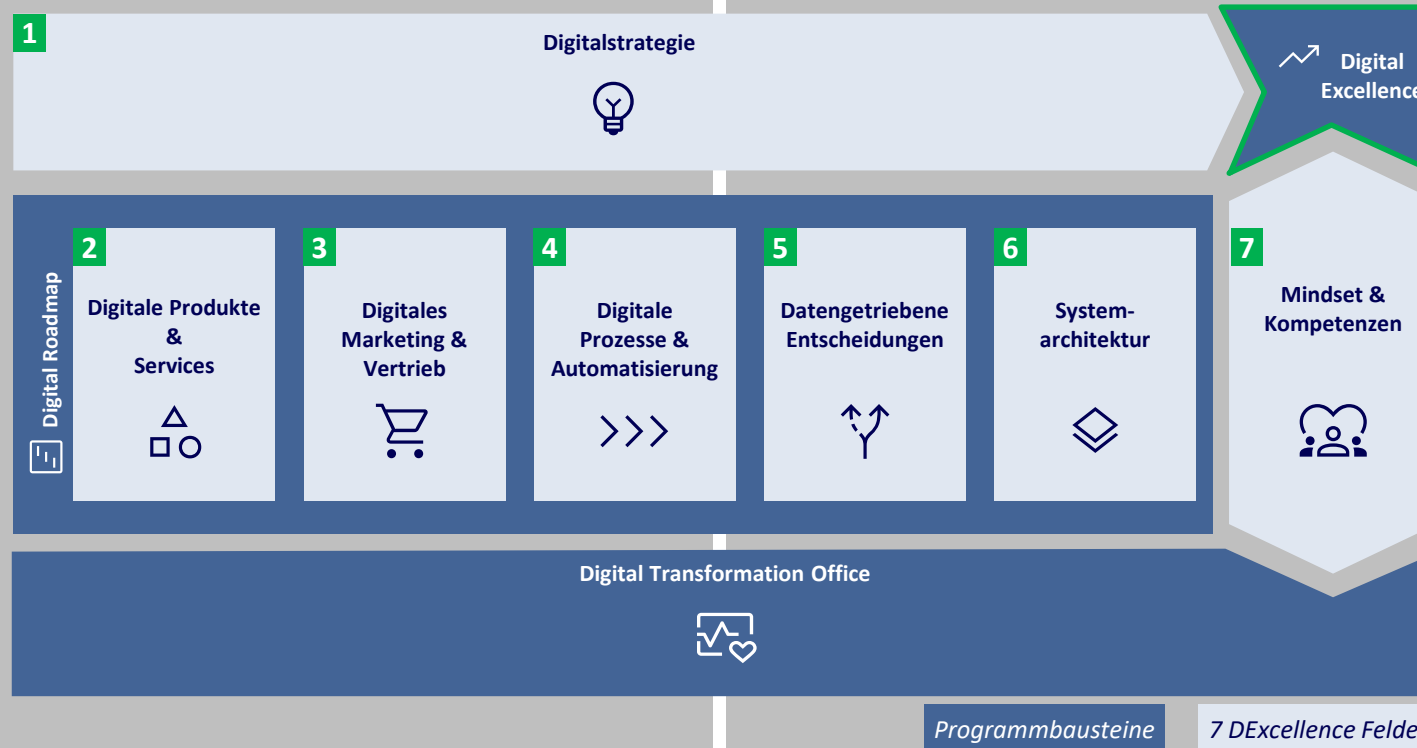 1
Digitalstrategie
Digital
Excellence
Digital Roadmap
2
Digitale Produkte
&
Services
3
Digitales
Marketing &
Vertrieb
4
Digitale
Prozesse &
Automatisierung
5
Datengetriebene
Entscheidungen
6
System-
architektur
7
Mindset &
Kompetenzen
Digital Transformation Office
Programmbausteine
7 DExcellence Felde